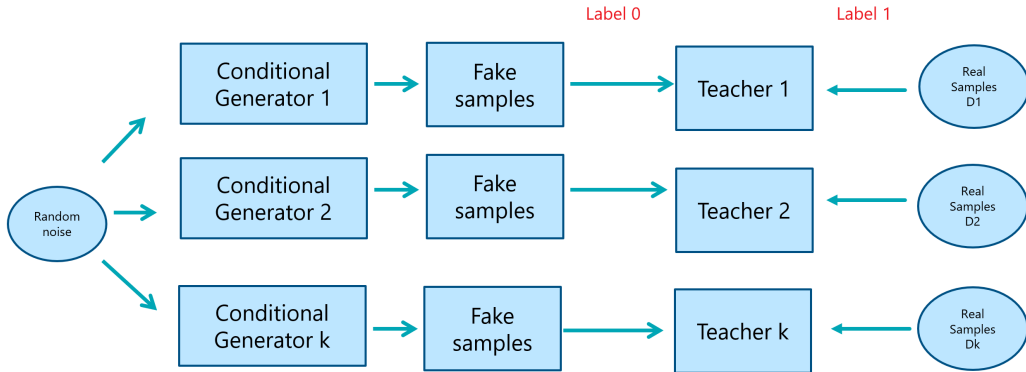 Label 0
Label 1
Conditional
Generator 1
Fake
samples
Teacher 1
Real
Samples
D1
Random
noise
Conditional
Generator 2
Fake
samples
Teacher 2
Real
Samples
D2
Conditional
Generator k
Fake
samples
Teacher k
Real
Samples
Dk